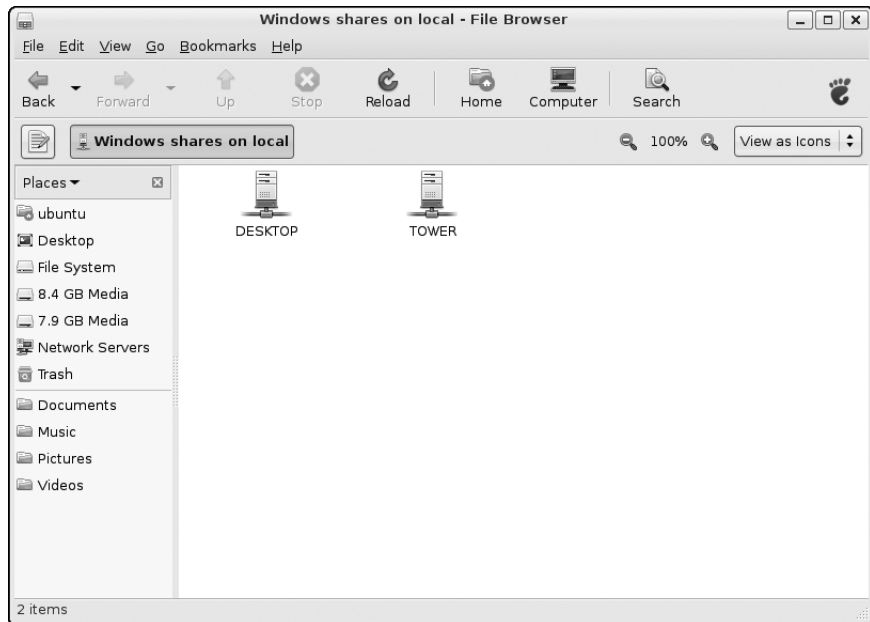 Windows shares on local - File Browser
File Edit View Go Bookmarks Help
Back Forward Up Stop Reload Home Computer Search
Windows shares on local 100% View as Icons
Places
ubuntu
Desktop
File System
8.4 GB Media
7.9 GB Media
Network Servers
Trash
Documents
Music
Pictures
Videos
DESKTOP TOWER
2 items